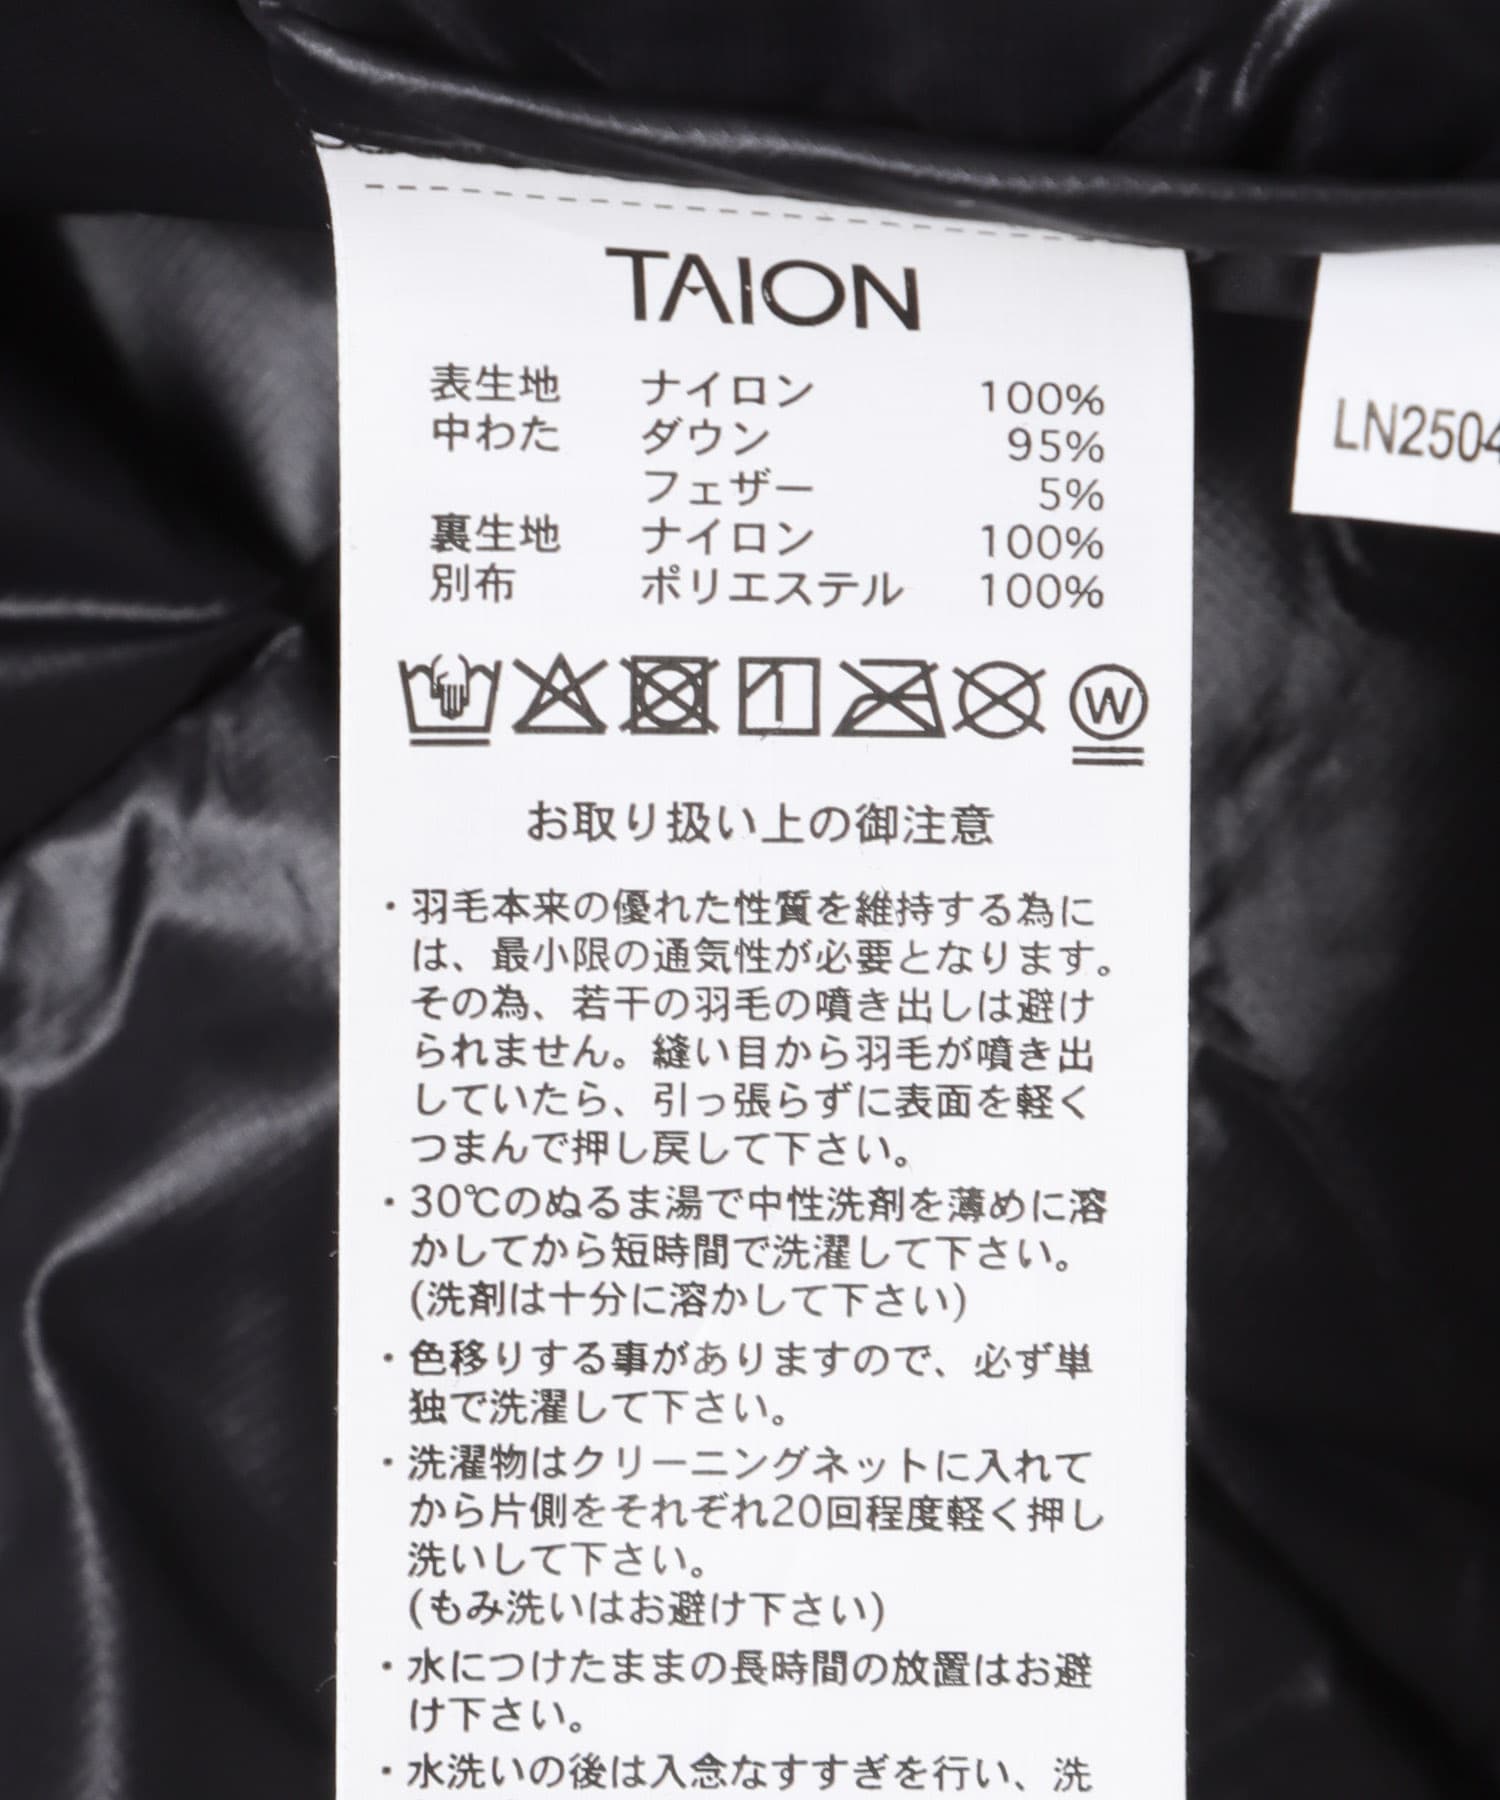 TAION
表生地 ナイロン 100%
中わた ダウン 95%
フェザー 5%
裏生地 ナイロン 100%
別布 ポリエステル 100%
W
お取り扱い上の御注意
・羽毛本来の優れた性質を維持する為に
は、最小限の通気性が必要となります。
その為、若干の羽毛の噴き出しは避け
られません。縫い目から羽毛が噴き出
していたら、引っ張らずに表面を軽く
つまんで押し戻して下さい。
・30℃のぬるま湯で中性洗剤を薄めに溶
かしてから短時間で洗濯して下さい。
(洗剤は十分に溶かして下さい)
・色移りする事がありますので、必ず単
独で洗濯して下さい。
・洗濯物はクリーニングネットに入れて
から片側をそれぞれ20回程度軽く押し
洗いして下さい。
(もみ洗いはお避け下さい)
・水につけたままの長時間の放置はお避
け下さい。
・水洗いの後は入念なすすぎを行い、洗
LN2504